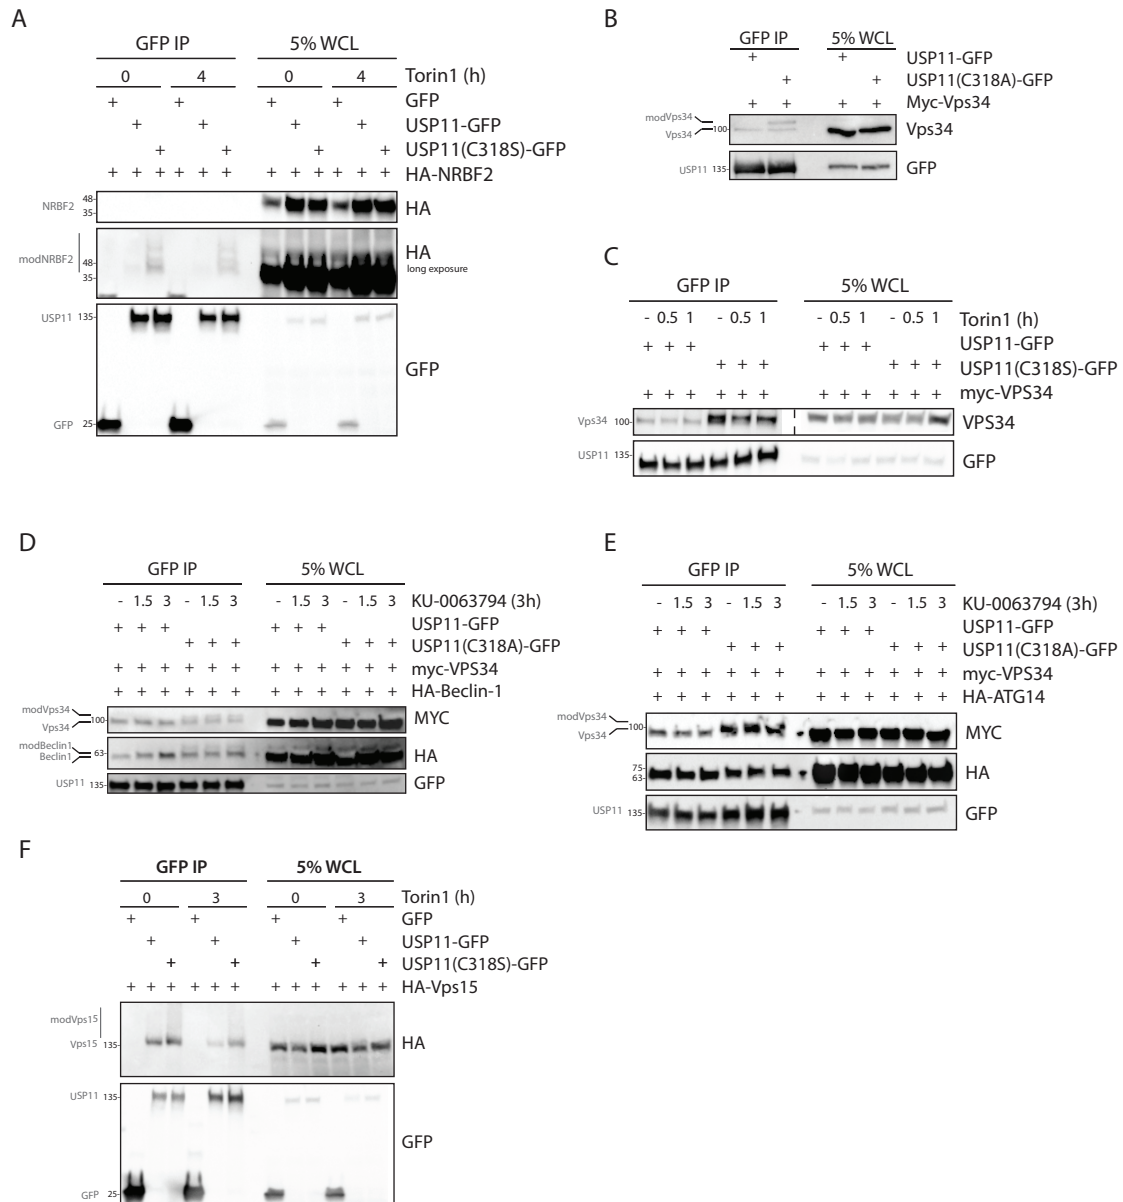 A
GFP IP 5% WCL
0 4 0 4 Torin1 (h)
+ + + + GFP
+ + + + USP11-GFP
+ + + + USP11(C318S)-GFP
+ + + + + + + + + + + + HA-NRBF2
NRBF2 48- 35- HA
modNRBF2 48- 35- HA
long exposure
USP11 135-
GFP
GFP 25-
B
GFP IP 5% WCL
+ + USP11-GFP
+ + USP11(C318A)-GFP
+ + + + Myc-Vps34
modVps34
Vps34 100- Vps34
USP11 135- GFP
C
GFP IP 5% WCL
- 0.5 1 - 0.5 1 - 0.5 1 - 0.5 1 Torin1 (h)
+ + + + + + USP11-GFP
+ + + + + + USP11(C318S)-GFP
+ + + + + + + + + + + + myc-VPS34
Vps34 100- VPS34
USP11 135- GFP
D
GFP IP 5% WCL
- 1.5 3 - 1.5 3 - 1.5 3 - 1.5 3 KU-0063794 (3h)
+ + + + + + USP11-GFP
+ + + + + + USP11(C318A)-GFP
+ + + + + + + + + + + + myc-VPS34
+ + + + + + + + + + + + HA-Beclin-1
modVps34
Vps34 100- MYC
modBeclin1
Beclin1 63- HA
USP11 135- GFP
E
GFP IP 5% WCL
- 1.5 3 - 1.5 3 - 1.5 3 - 1.5 3 KU-0063794 (3h)
+ + + + + + USP11-GFP
+ + + + + + USP11(C318A)-GFP
+ + + + + + + + + + + + myc-VPS34
+ + + + + + + + + + + + HA-ATG14
modVps34
Vps34 100- MYC
75-
63- HA
USP11 135- GFP
F
GFP IP 5% WCL
0 3 0 3 Torin1 (h)
+ + + + GFP
+ + + + USP11-GFP
+ + + + USP11(C318S)-GFP
+ + + + + + + + + + + + HA-Vps15
modVps15
Vps15 135- HA
USP11 135-
GFP
GFP 25-